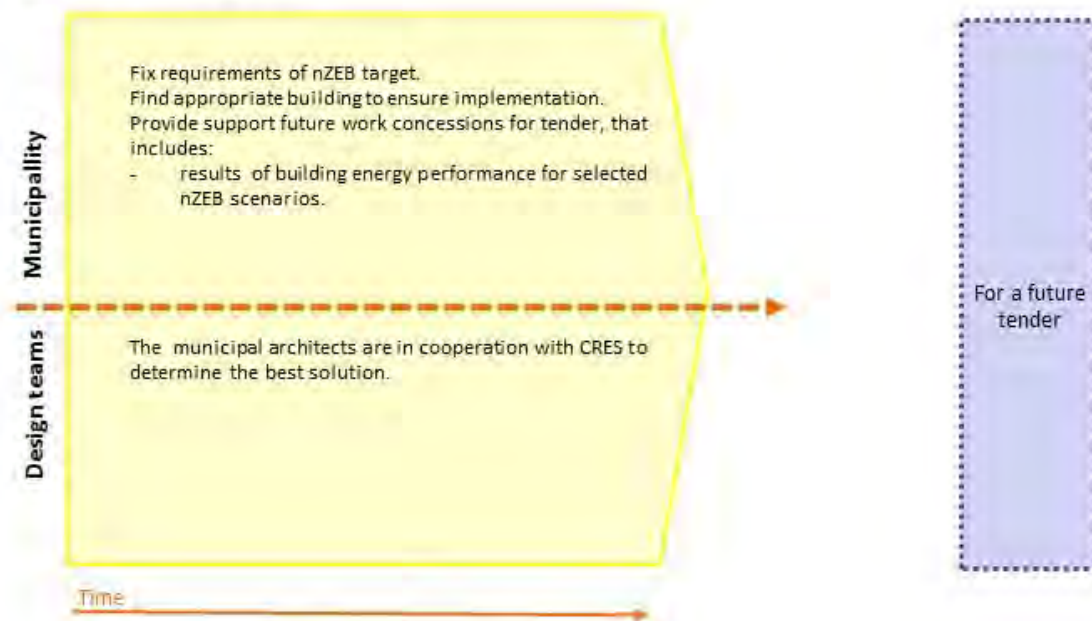 Municipallity
Fix requirements of nZEB target.
Find appropriate building to ensure implementation.
Provide support future work concessions for tender, that
includes:
- results of building energy performance for selected
nZEB scenarios.
Design teams
The municipal architects are in cooperation with CRES to
determine the best solution.
Time
For a future
tender